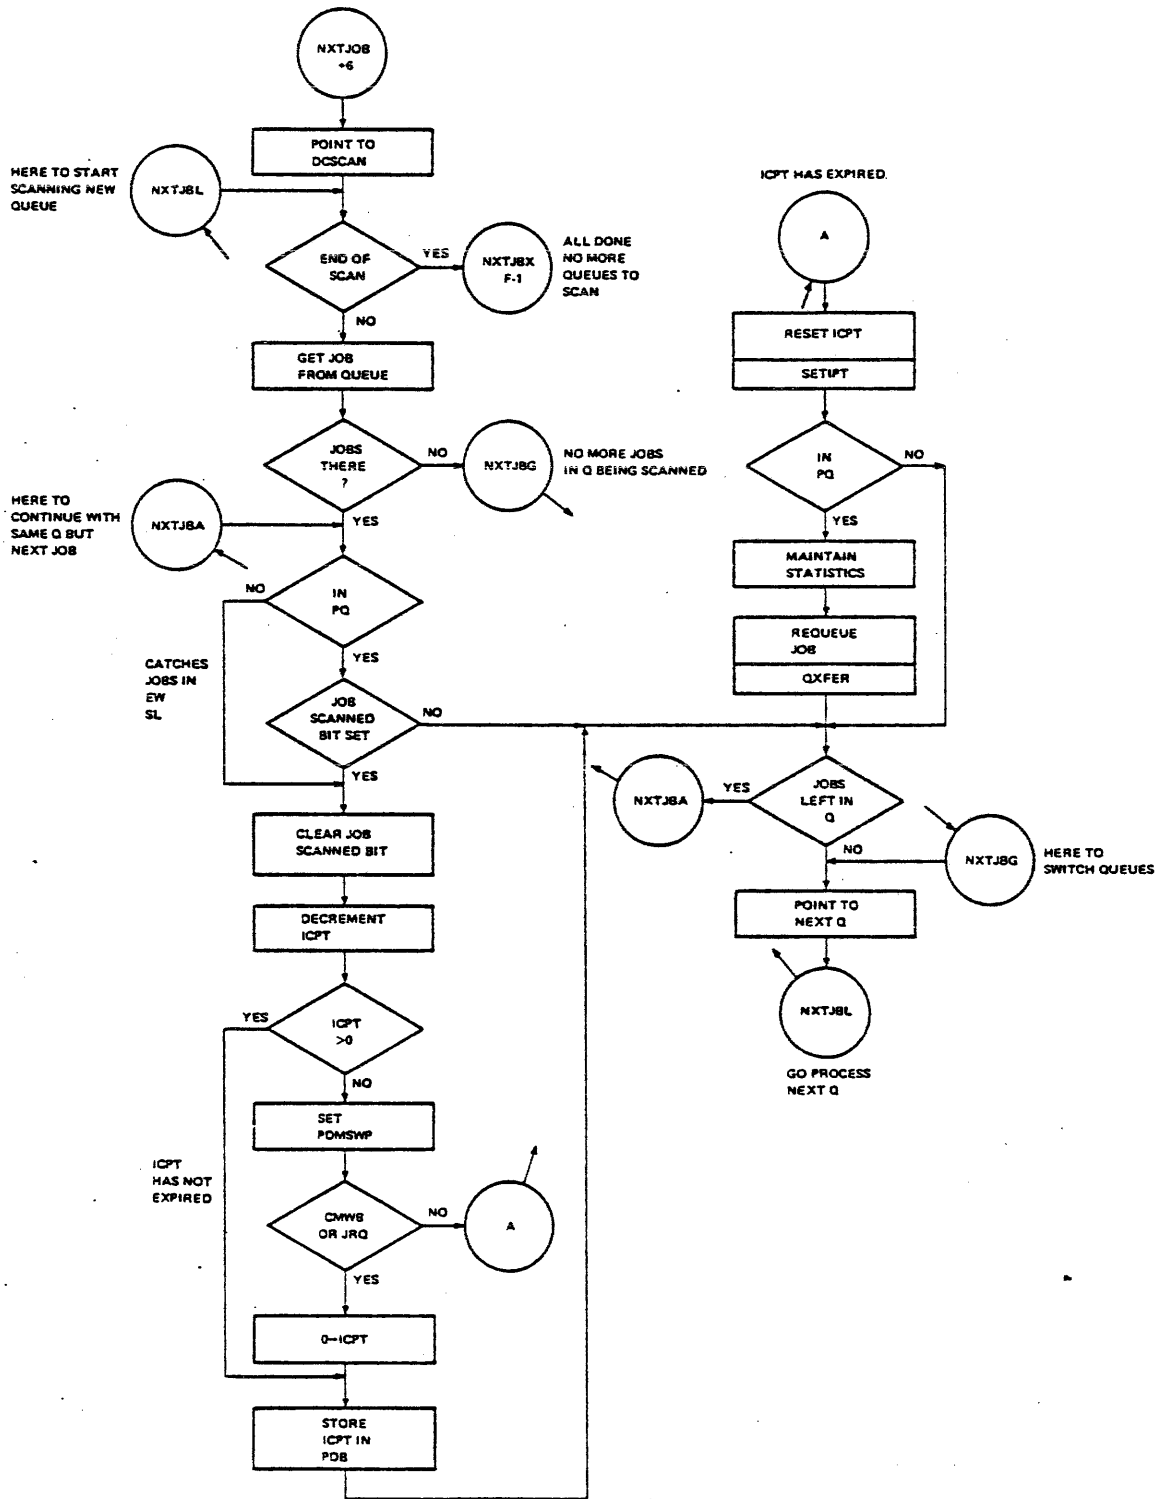 NXTJOB
+6
POINT TO
DCSCAN
HERE TO START
SCANNING NEW
QUEUE
NXTJBL
END OF
SCAN
YES
NXTJBX
F-1
ALL DONE
NO MORE
QUEUES TO
SCAN
NO
GET JOB
FROM QUEUE
JOBS
THERE
?
NO
NXTJBG
NO MORE JOBS
IN Q BEING SCANNED
YES
HERE TO
CONTINUE WITH
SAME Q BUT
NEXT JOB
NXTJBA
NO
IN
PQ
YES
CATCHES
JOBS IN
EW
SL
JOB
SCANNED
BIT SET
NO
YES
CLEAR JOB
SCANNED BIT
DECREMENT
ICPT
YES
ICPT
>0
NO
SET
PDMSWP
ICPT
HAS NOT
EXPIRED
CMWB
OR JRQ
NO
A
YES
0→ICPT
STORE
ICPT IN
PDB
ICPT HAS EXPIRED.
A
RESET ICPT
SETIPT
IN
PQ
NO
YES
MAINTAIN
STATISTICS
REQUEUE
JOB
QXFER
JOBS
LEFT IN
Q
YES
NXTJBA
NO
NXTJBG
HERE TO
SWITCH QUEUES
POINT TO
NEXT Q
NXTJBL
GO PROCESS
NEXT Q